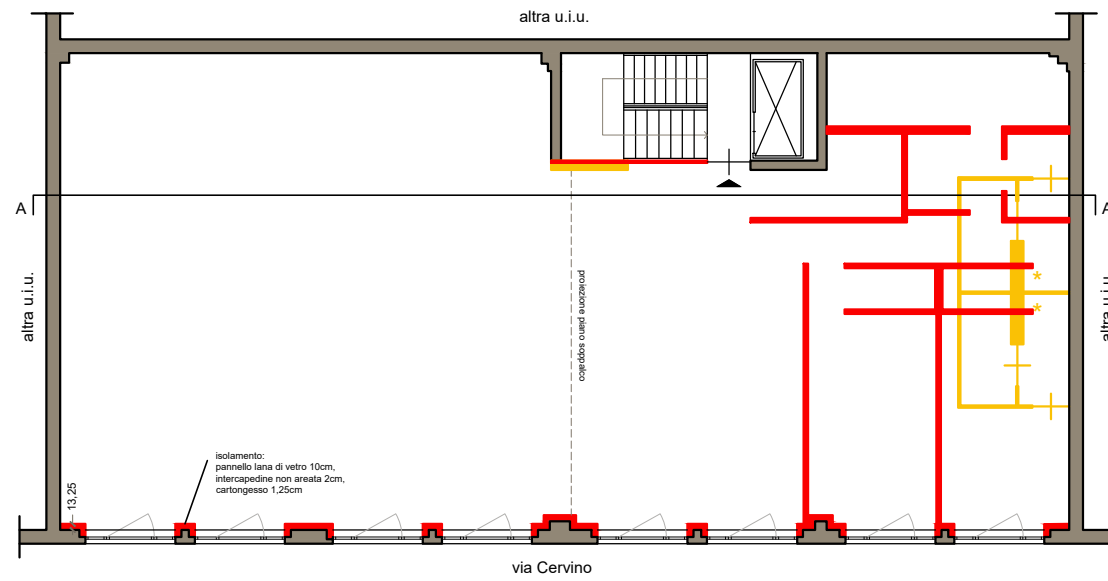 altra u.i.u.
A
A
altra u.i.u.
altra u.i.u.
proiezione piano soppalco
*
*
isolamento:
pannello lana di vetro 10cm,
intercapedine non areata 2cm,
cartongesso 1,25cm
13,25
via Cervino